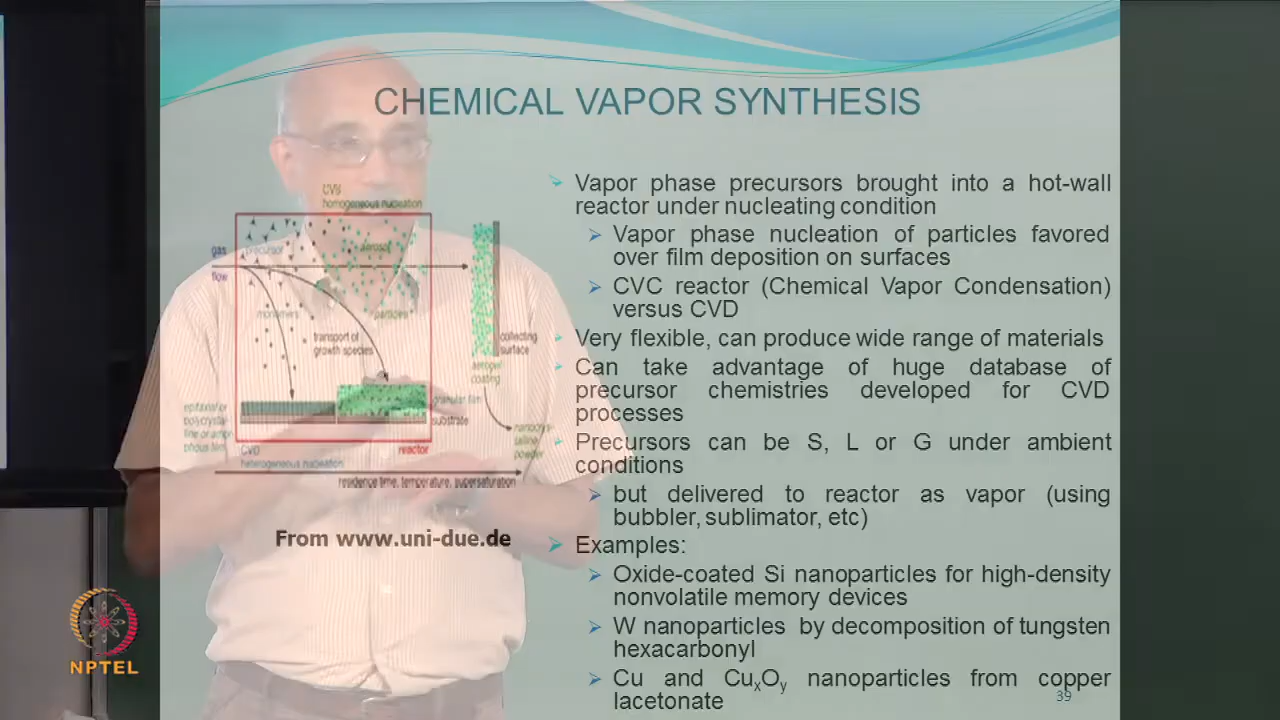 CHEMICAL VAPOR SYNTHESIS
CVS
homogeneous nucleation
gas
flow
precursor
aerosol
monomers
particles
transport of
growth species
collecting
surface
aerogel
coating
epitaxial or
polycrystal-
line or amor-
phous film
granular film
substrate
nanocrys-
talline
powder
CVD
heterogeneous nucleation
reactor
residence time, temperature, supersaturation
From www.uni-due.de
Vapor phase precursors brought into a hot-wall
reactor under nucleating condition
Vapor phase nucleation of particles favored
over film deposition on surfaces
CVC reactor (Chemical Vapor Condensation)
versus CVD
Very flexible, can produce wide range of materials
Can take advantage of huge database of
precursor chemistries developed for CVD
processes
Precursors can be S, L or G under ambient
conditions
but delivered to reactor as vapor (using
bubbler, sublimator, etc)
Examples:
Oxide-coated Si nanoparticles for high-density
nonvolatile memory devices
W nanoparticles by decomposition of tungsten
hexacarbonyl
Cu and CuxOy nanoparticles from copper
lacetonate
39
NPTEL